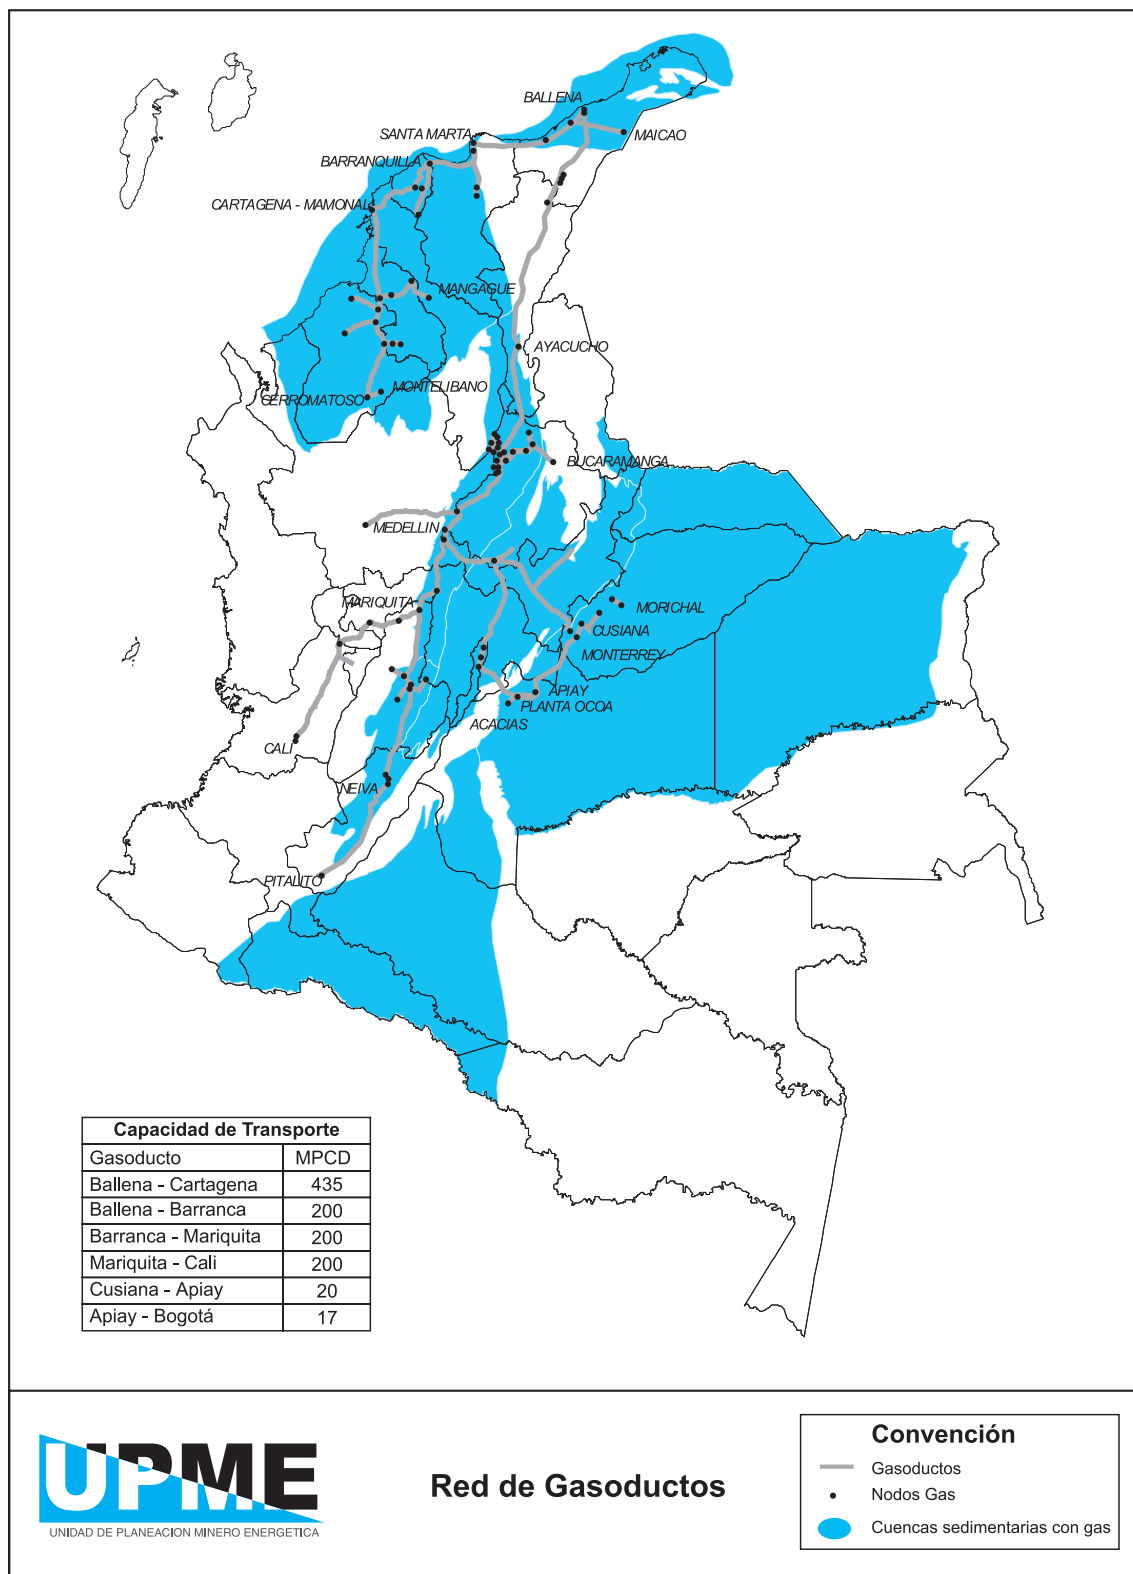 BALLENA
SANTA MARTA
MAICAO
BARRANQUILLA
CARTAGENA - MAMONAL
MANGAGUE
AYACUCHO
MONTELIBANO
CERROMATOSO
BUCARAMANGA
MEDELLIN
MARIQUITA
MORICHAL
CUSIANA
MONTERREY
APIAY
PLANTA OCOA
ACACIAS
CALI
NEIVA
PITALITO
Capacidad de Transporte
Gasoducto MPCD
Ballena - Cartagena 435
Ballena - Barranca 200
Barranca - Mariquita 200
Mariquita - Cali 200
Cusiana - Apiay 20
Apiay - Bogotá 17
UPME
UNIDAD DE PLANEACION MINERO ENERGETICA
Red de Gasoductos
Convención
Gasoductos
Nodos Gas
Cuencas sedimentarias con gas